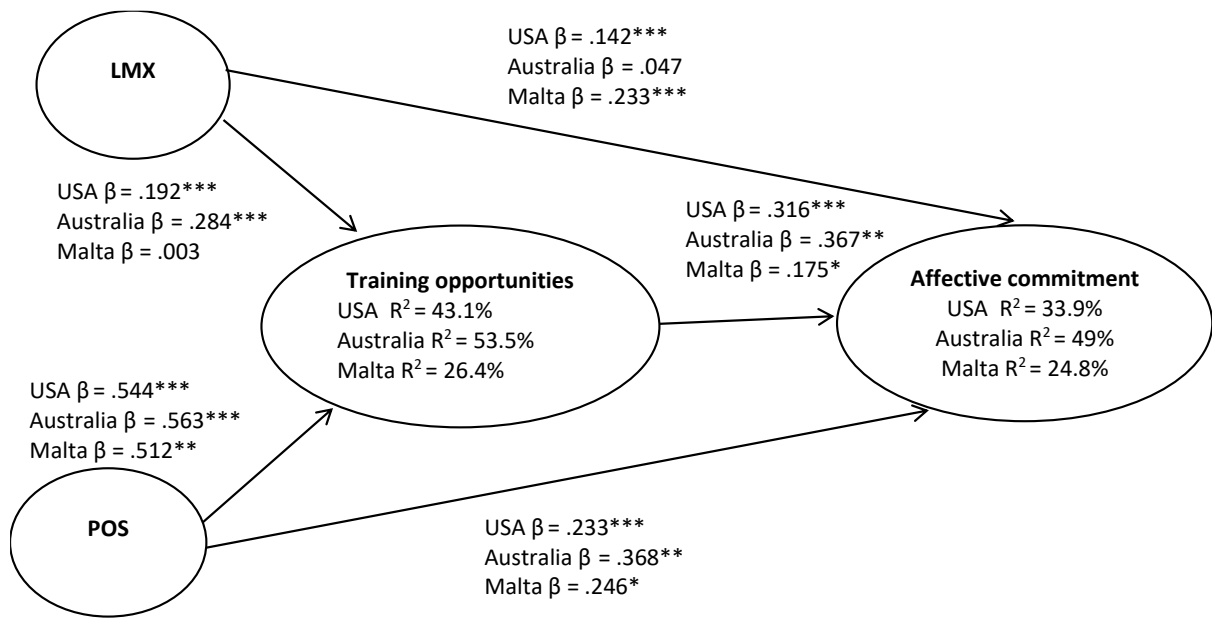 LMX
USA β = .142***
Australia β = .047
Malta β = .233***
USA β = .192***
Australia β = .284***
Malta β = .003
USA β = .316***
Australia β = .367**
Malta β = .175*
Training opportunities
USA R² = 43.1%
Australia R² = 53.5%
Malta R² = 26.4%
Affective commitment
USA R² = 33.9%
Australia R² = 49%
Malta R² = 24.8%
USA β = .544***
Australia β = .563***
Malta β = .512**
POS
USA β = .233***
Australia β = .368**
Malta β = .246*